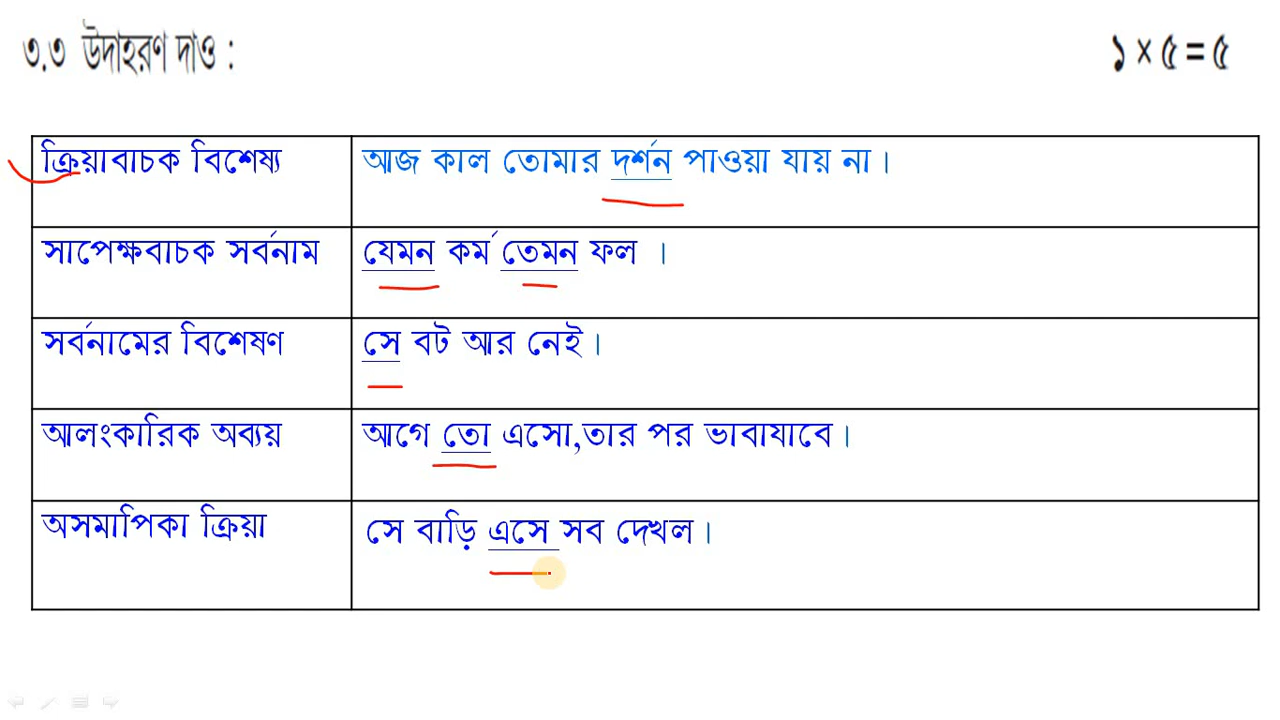 ৩.৩ উদাহরণ দাও : ১ × ৫ = ৫
ক্রিয়াবাচক বিশেষ্য আজ কাল তোমার দর্শন পাওয়া যায় না।
সাপেক্ষবাচক সর্বনাম যেমন কর্ম তেমন ফল ।
সর্বনামের বিশেষণ সে বট আর নেই।
আলংকারিক অব্যয় আগে তো এসো,তার পর ভাবাযাবে।
অসমাপিকা ক্রিয়া সে বাড়ি এসে সব দেখল।